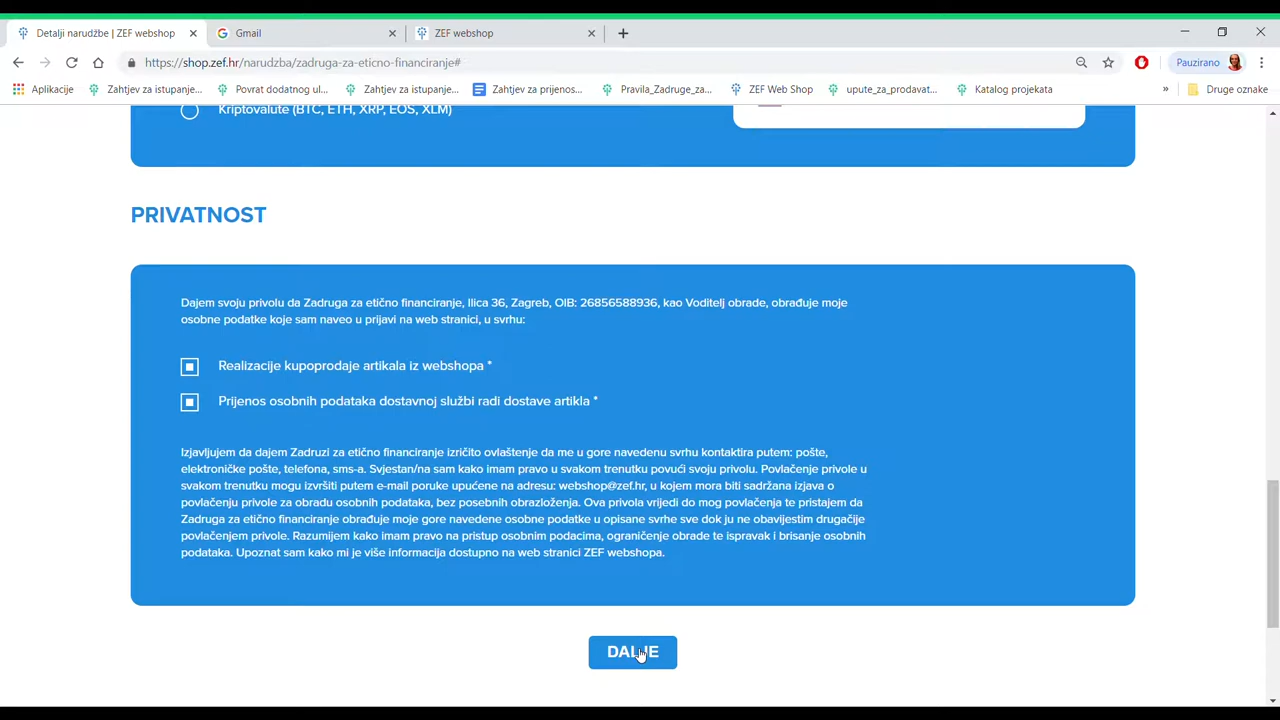 Detalji narudžbe | ZEF webshop
Gmail
ZEF webshop
https://shop.zef.hr/narudzba/zadruga-za-eticno-financiranje#
Pauzirano
Aplikacije
Zahtjev za istupanje...
Povrat dodatnog ul...
Zahtjev za istupanje...
Zahtjev za prijenos...
Pravila_Zadruge_za...
ZEF Web Shop
upute_za_prodavat...
Katalog projekata
»
Druge oznake
Kriptovalute (BTC, ETH, XRP, EOS, XLM)
PRIVATNOST
Dajem svoju privolu da Zadruga za etično financiranje, Ilica 36, Zagreb, OIB: 26856588936, kao Voditelj obrade, obrađuje moje
osobne podatke koje sam naveo u prijavi na web stranici, u svrhu:
Realizacije kupoprodaje artikala iz webshopa *
Prijenos osobnih podataka dostavnoj službi radi dostave artikla *
Izjavljujem da dajem Zadruzi za etično financiranje izričito ovlaštenje da me u gore navedenu svrhu kontaktira putem: pošte,
elektroničke pošte, telefona, sms-a. Svjestan/na sam kako imam pravo u svakom trenutku povući svoju privolu. Povlačenje privole u
svakom trenutku mogu izvršiti putem e-mail poruke upućene na adresu: webshop@zef.hr, u kojem mora biti sadržana izjava o
povlačenju privole za obradu osobnih podataka, bez posebnih obrazloženja. Ova privola vrijedi do mog povlačenja te pristajem da
Zadruga za etično financiranje obrađuje moje gore navedene osobne podatke u opisane svrhe sve dok ju ne obavijestim drugačije
povlačenjem privole. Razumijem kako imam pravo na pristup osobnim podacima, ograničenje obrade te ispravak i brisanje osobnih
podataka. Upoznat sam kako mi je više informacija dostupno na web stranici ZEF webshopa.
DALJE